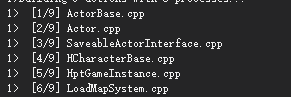 1>  [1/9] ActorBase.cpp
1>  [2/9] Actor.cpp
1>  [3/9] SaveableActorInterface.cpp
1>  [4/9] HCharacterBase.cpp
1>  [5/9] HptGameInstance.cpp
1>  [6/9] LoadMapSystem.cpp